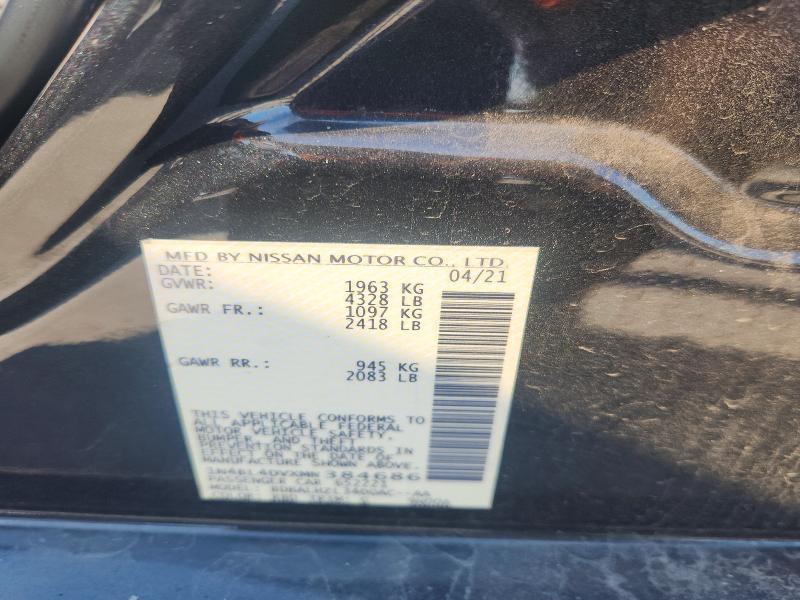 MFD BY NISSAN MOTOR CO., LTD.
DATE: 04/21
GVWR: 1963 KG
4328 LB
GAWR FR.: 1097 KG
2418 LB
GAWR RR.: 945 KG
2083 LB
THIS VEHICLE CONFORMS TO
ALL APPLICABLE FEDERAL
MOTOR VEHICLE SAFETY,
BUMPER, AND THEFT
PREVENTION STANDARDS IN
EFFECT ON THE DATE OF
MANUFACTURE SHOWN ABOVE.
1N4BL4DVXMN384686
PASSENGER CAR
MODEL: